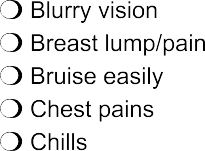 ❍ Blurry vision
❍ Breast lump/pain
❍ Bruise easily
❍ Chest pains
❍ Chills